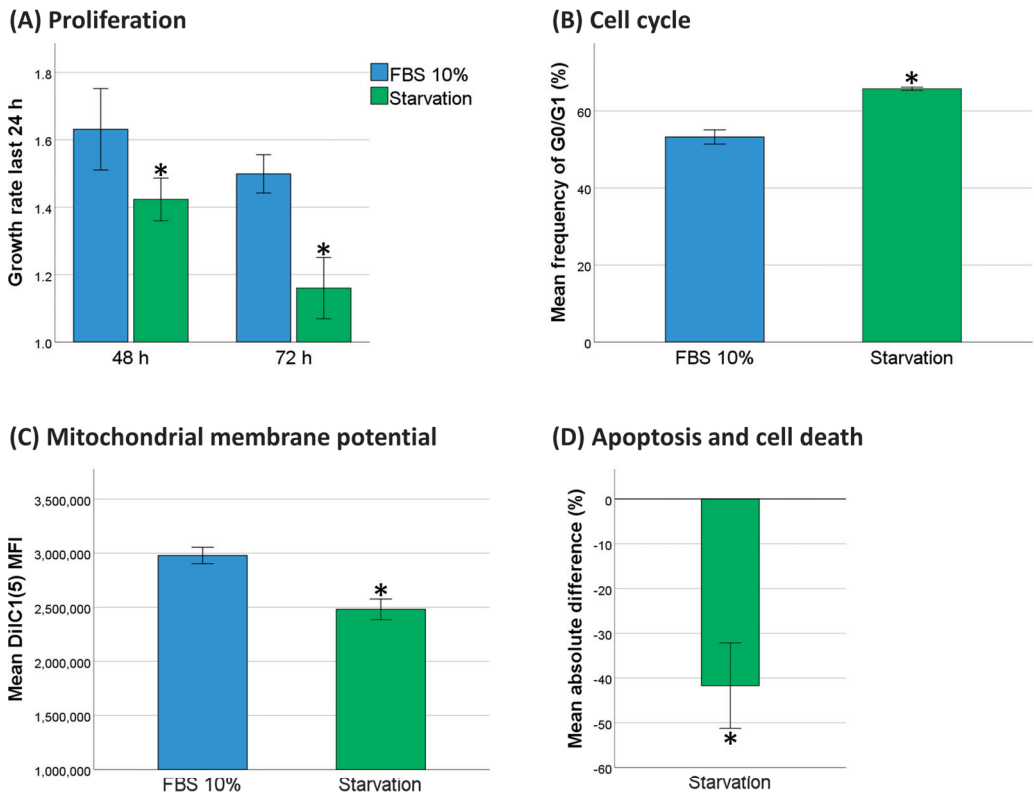 (A) Proliferation
Growth rate last 24 h
1.8
1.6
1.4
1.2
1.0
*
*
48 h
72 h
FBS 10%
Starvation
(B) Cell cycle
Mean frequency of G0/G1 (%)
60
40
20
0
*
FBS 10%
Starvation
(C) Mitochondrial membrane potential
Mean DilC1(5) MFI
3,500,000
3,000,000
2,500,000
2,000,000
1,500,000
1,000,000
*
FBS 10%
Starvation
(D) Apoptosis and cell death
Mean absolute difference (%)
0
-10
-20
-30
-40
-50
-60
*
Starvation